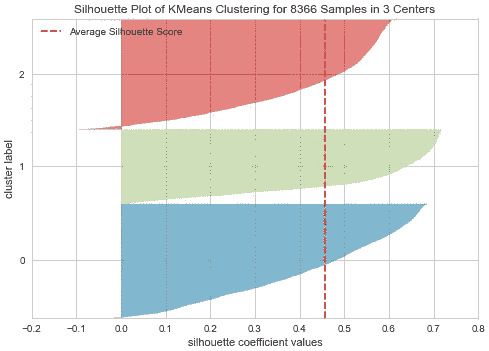 Silhouette Plot of KMeans Clustering for 8366 Samples in 3 Centers
Average Silhouette Score
2
1
0
cluster label
−0.2 −0.1 0.0 0.1 0.2 0.3 0.4 0.5 0.6 0.7 0.8
silhouette coefficient values